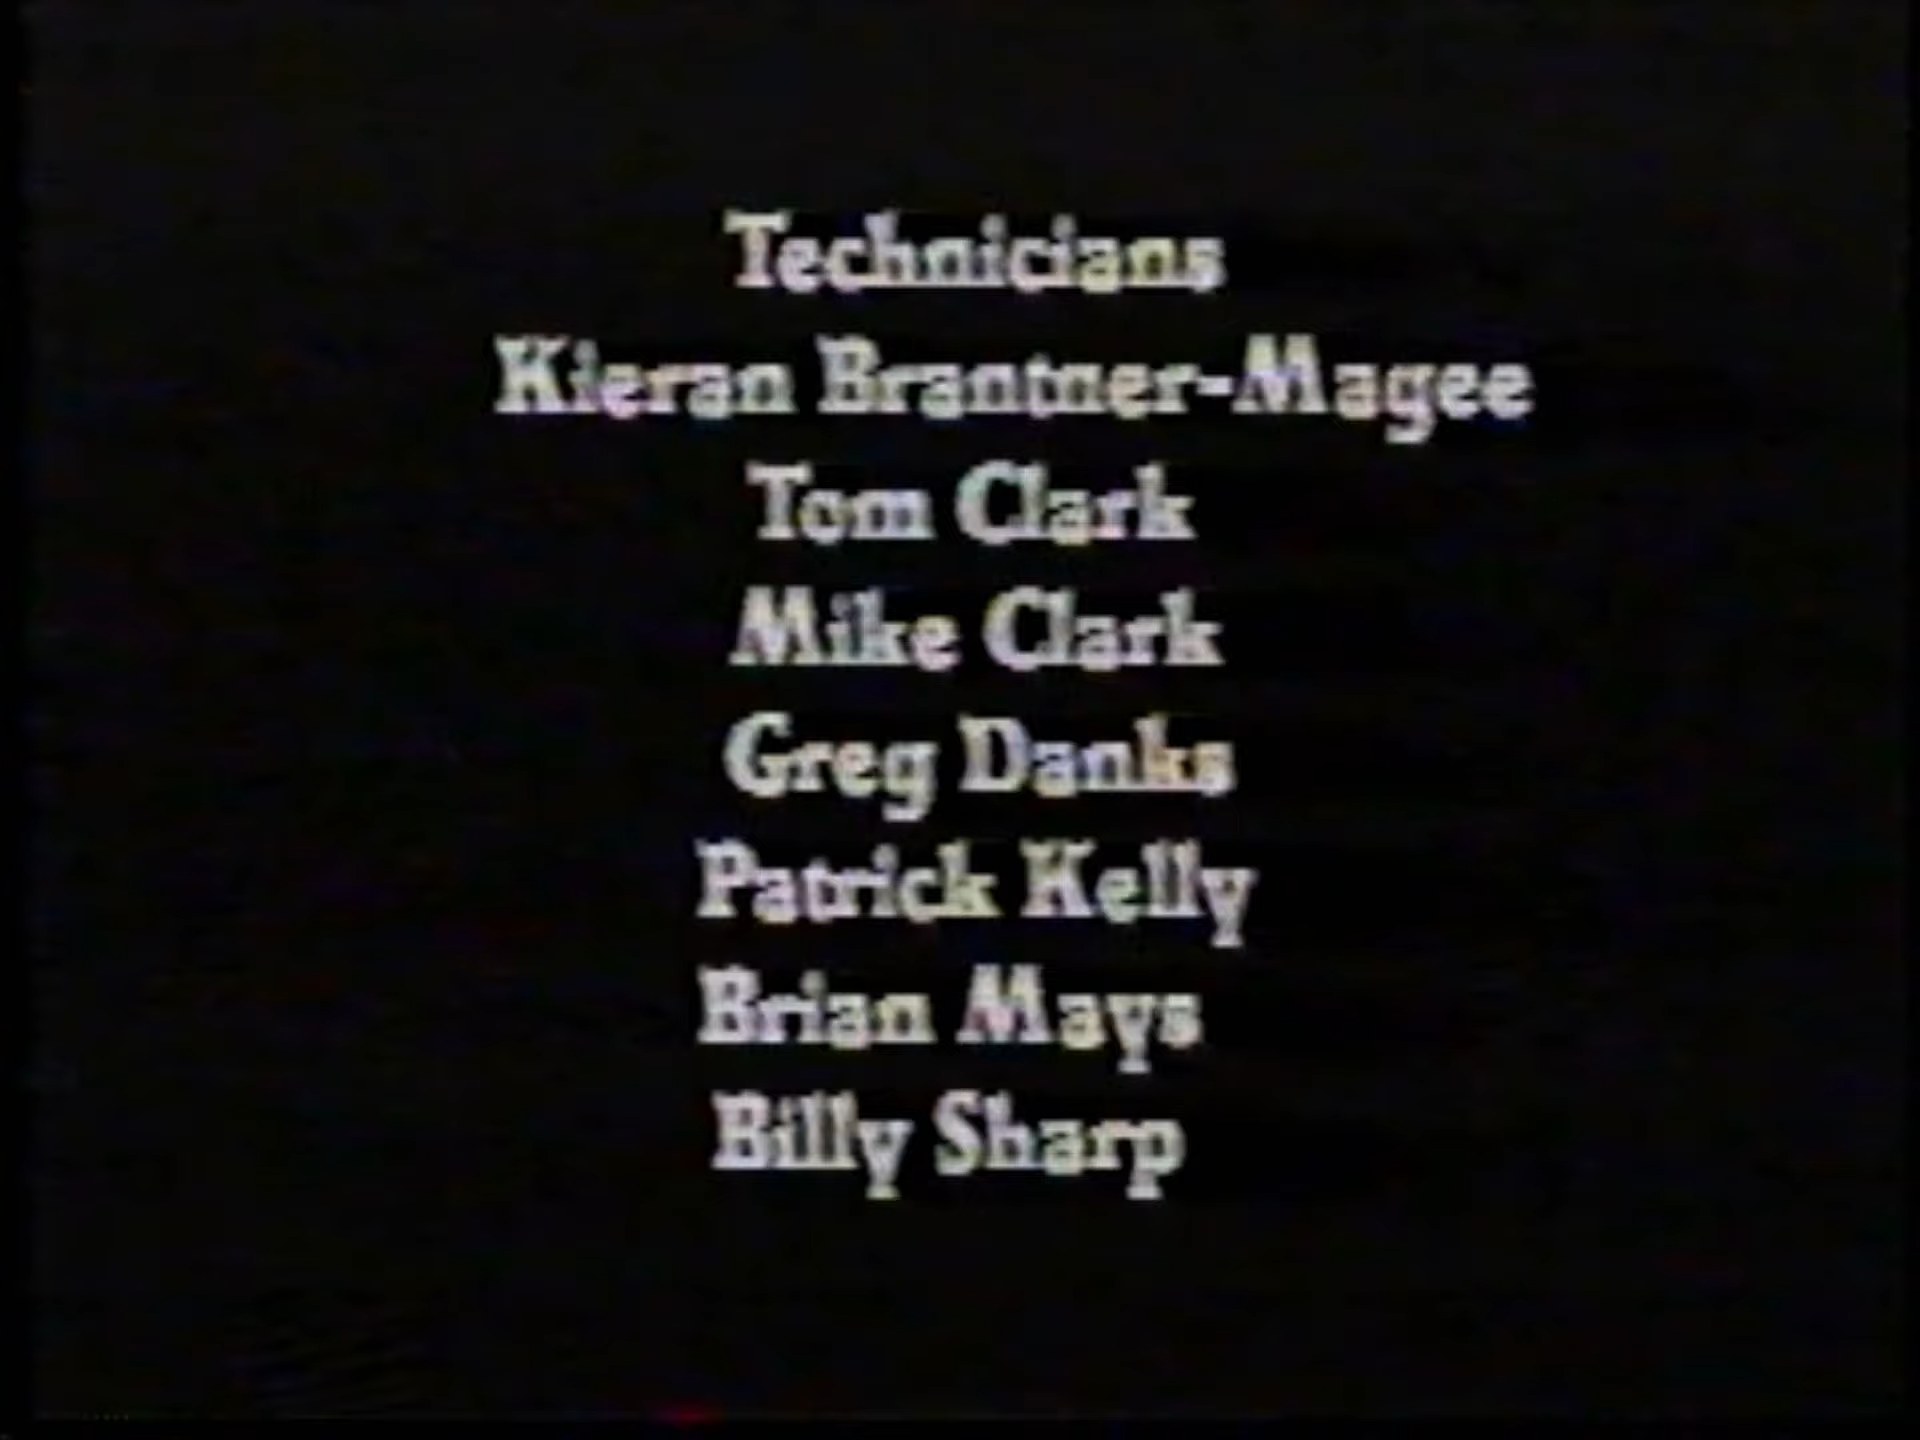 Technicians
Kieran Brantner-Magee
Tom Clark
Mike Clark
Greg Danks
Patrick Kelly
Brian Mays
Billy Sharp